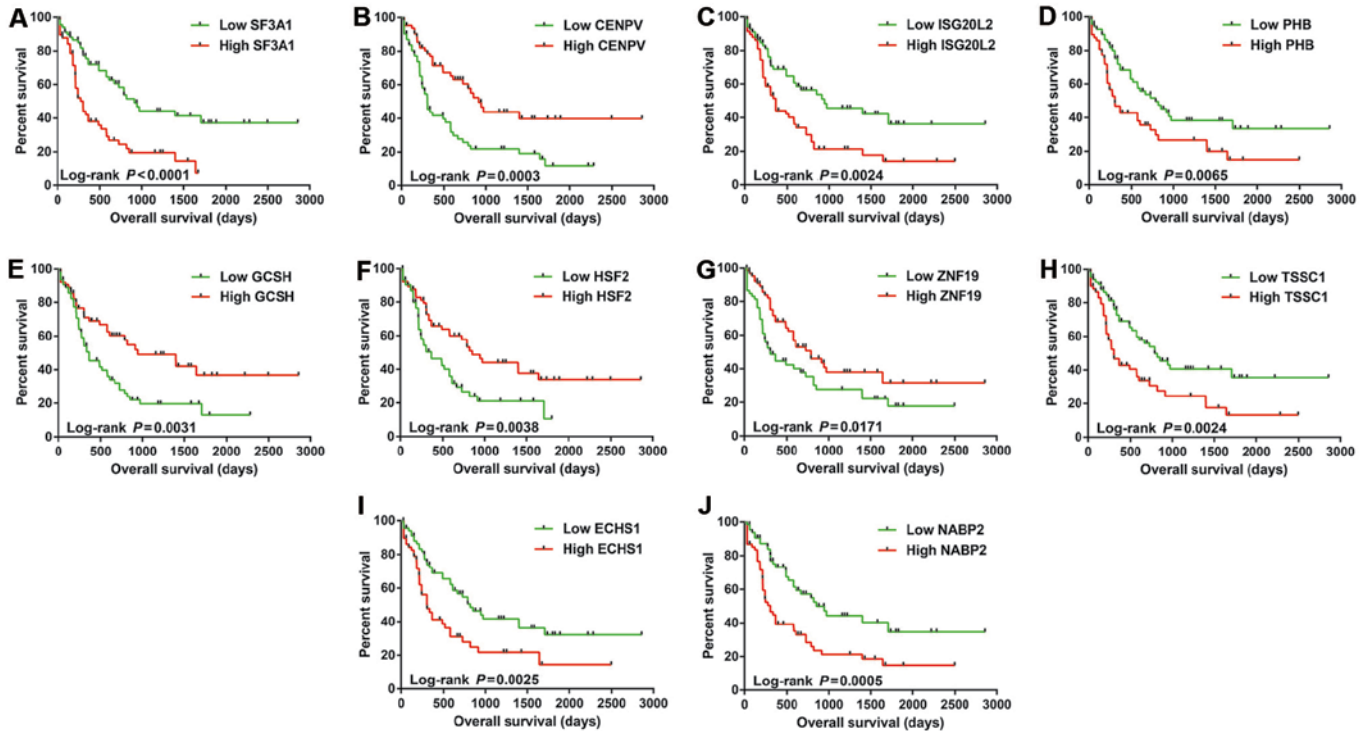 A
Low SF3A1
High SF3A1
Percent survival
100
80
60
40
20
0
Log-rank P<0.0001
0 500 1000 1500 2000 2500 3000
Overall survival (days)
B
Low CENPV
High CENPV
Percent survival
100
80
60
40
20
0
Log-rank P=0.0003
0 500 1000 1500 2000 2500 3000
Overall survival (days)
C
Low ISG20L2
High ISG20L2
Percent survival
100
80
60
40
20
0
Log-rank P=0.0024
0 500 1000 1500 2000 2500 3000
Overall survival (days)
D
Low PHB
High PHB
Percent survival
100
80
60
40
20
0
Log-rank P=0.0065
0 500 1000 1500 2000 2500 3000
Overall survival (days)
E
Low GCSH
High GCSH
Percent survival
100
80
60
40
20
0
Log-rank P=0.0031
0 500 1000 1500 2000 2500 3000
Overall survival (days)
F
Low HSF2
High HSF2
Percent survival
100
80
60
40
20
0
Log-rank P=0.0038
0 500 1000 1500 2000 2500 3000
Overall survival (days)
G
Low ZNF19
High ZNF19
Percent survival
100
80
60
40
20
0
Log-rank P=0.0171
0 500 1000 1500 2000 2500 3000
Overall survival (days)
H
Low TSSC1
High TSSC1
Percent survival
100
80
60
40
20
0
Log-rank P=0.0024
0 500 1000 1500 2000 2500 3000
Overall survival (days)
I
Low ECHS1
High ECHS1
Percent survival
100
80
60
40
20
0
Log-rank P=0.0025
0 500 1000 1500 2000 2500 3000
Overall survival (days)
J
Low NABP2
High NABP2
Percent survival
100
80
60
40
20
0
Log-rank P=0.0005
0 500 1000 1500 2000 2500 3000
Overall survival (days)